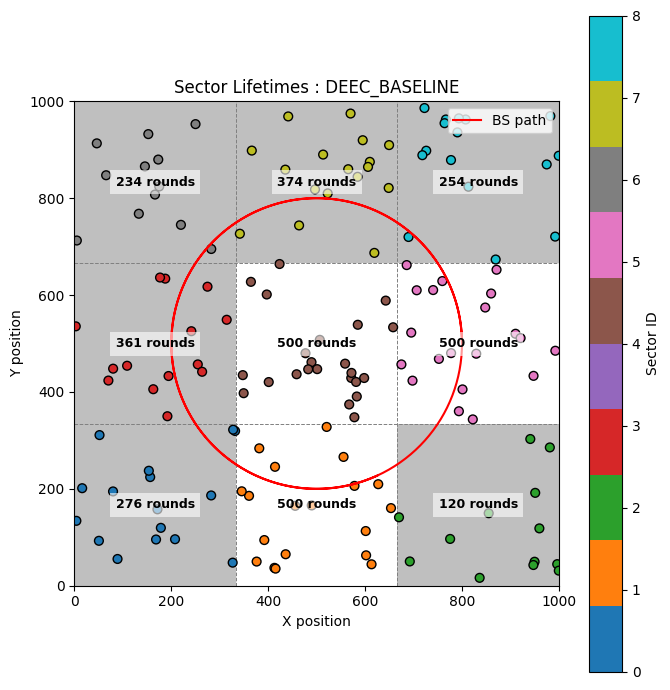 Sector Lifetimes : DEEC_BASELINE
BS path
234 rounds
374 rounds
254 rounds
361 rounds
500 rounds
500 rounds
276 rounds
500 rounds
120 rounds
1000
800
600
400
200
0
Y position
0
200
400
600
800
1000
X position
8
7
6
5
4
3
2
1
0
Sector ID